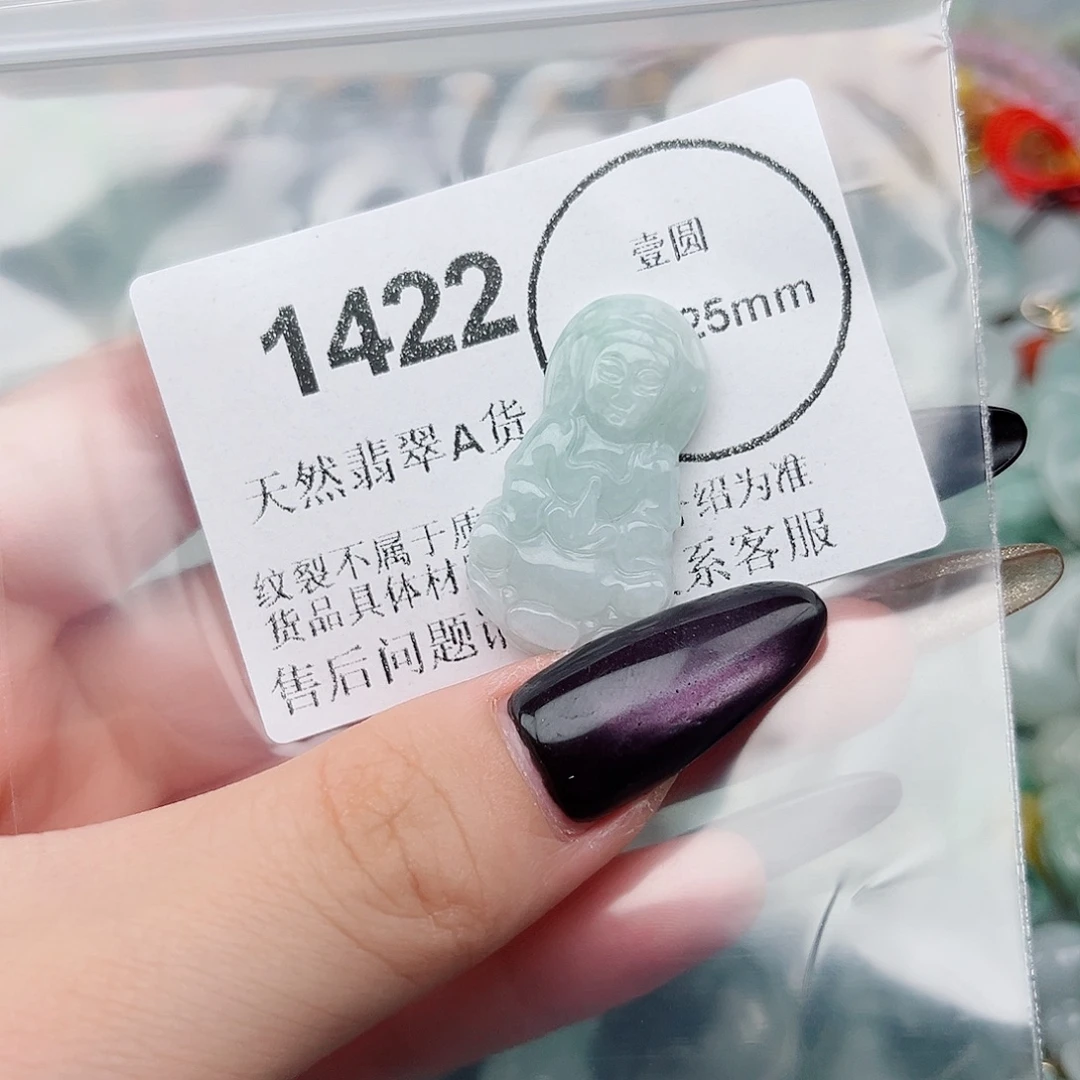 1422
壹圆
25mm
天然翡翠A货
纹裂不属于质 绍为准
货品具体材 系客服
售后问题